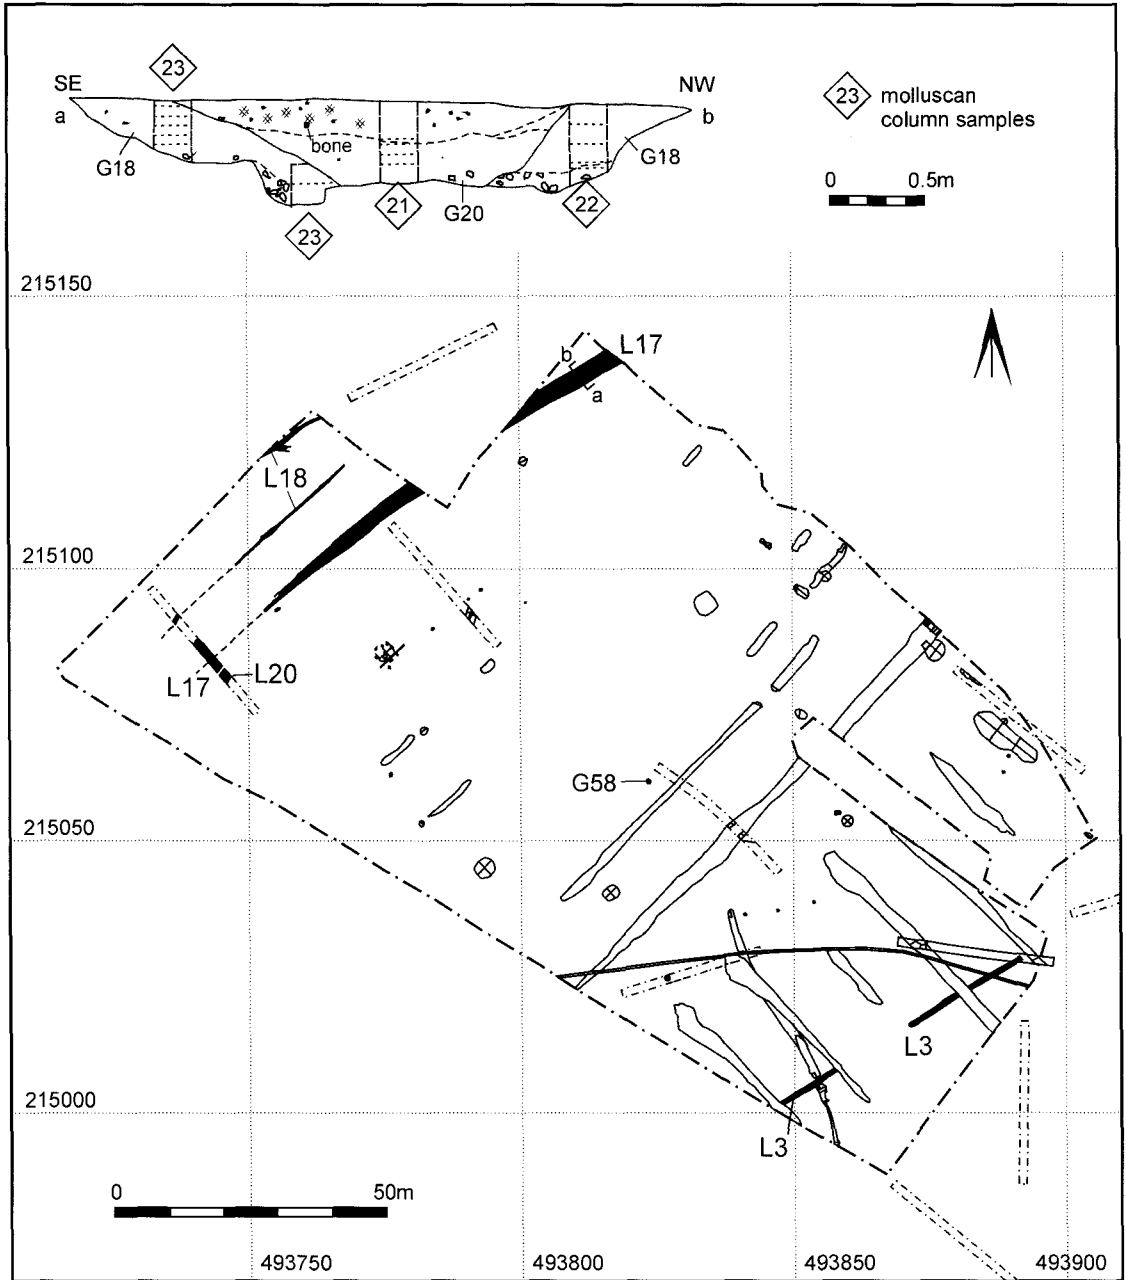 23
SE
NW
a
b
bone
G18
G18
23
21
G20
22
23 molluscan
column samples
0 0.5m
215150
b
L17
a
L18
215100
L17
L20
G58
215050
L3
215000
L3
0 50m
493750
493800
493850
493900